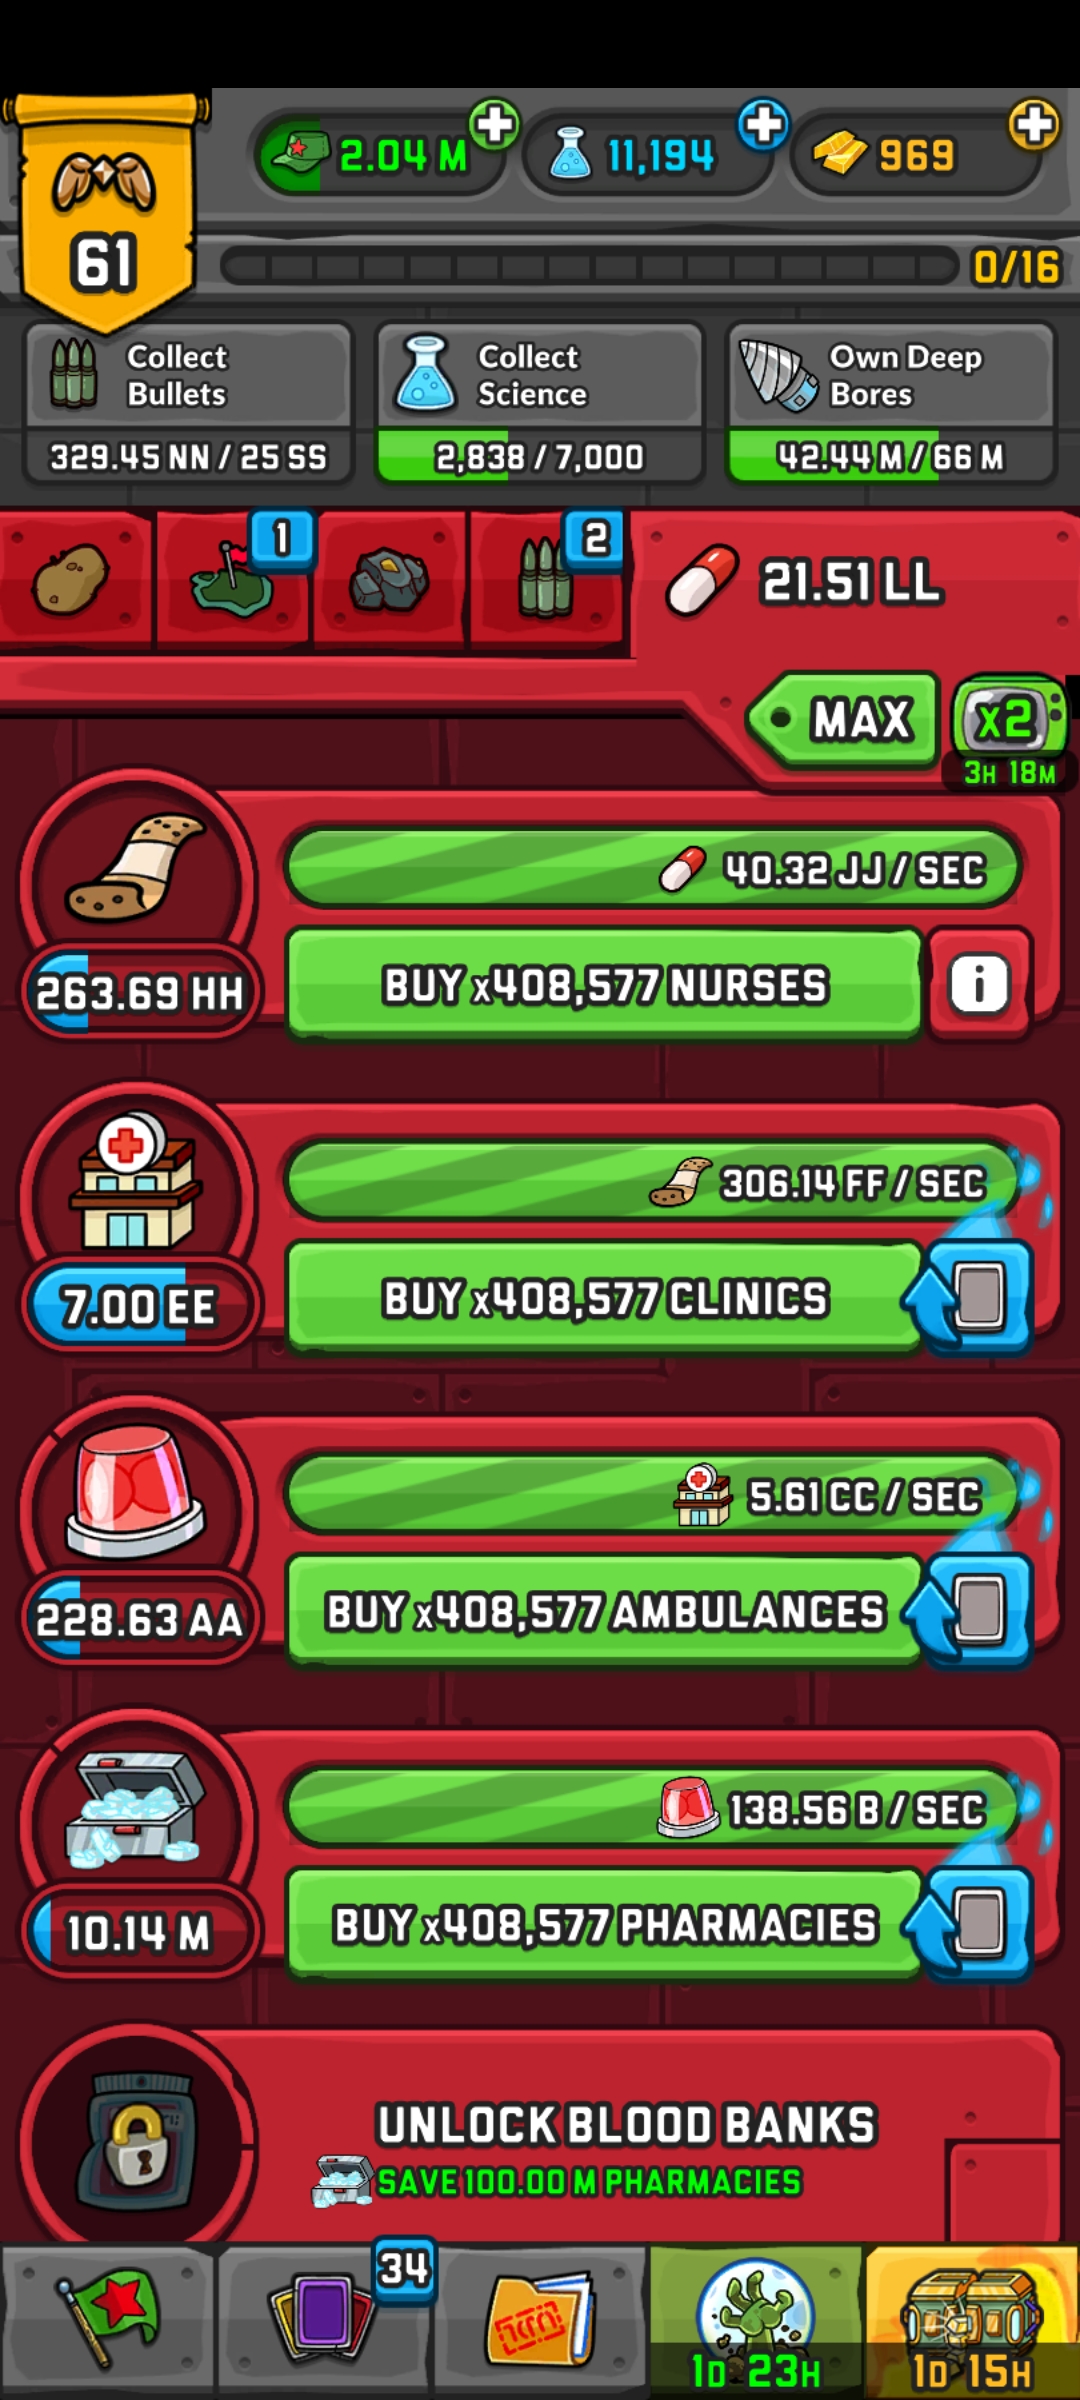 61
2.04 M
11,194
969
0/16
Collect
Bullets
329.45 NN / 25 SS
Collect
Science
2,838 / 7,000
Own Deep
Bores
42.44 M / 66 M
1
2
21.51 LL
MAX
x2
3H 18M
40.32 JJ / SEC
263.69 HH
BUY x408,577 NURSES
i
306.14 FF / SEC
7.00 EE
BUY x408,577 CLINICS
5.61 CC / SEC
228.63 AA
BUY x408,577 AMBULANCES
138.56 B / SEC
10.14 M
BUY x408,577 PHARMACIES
UNLOCK BLOOD BANKS
SAVE 100.00 M PHARMACIES
34
1D 23H
1D 15H